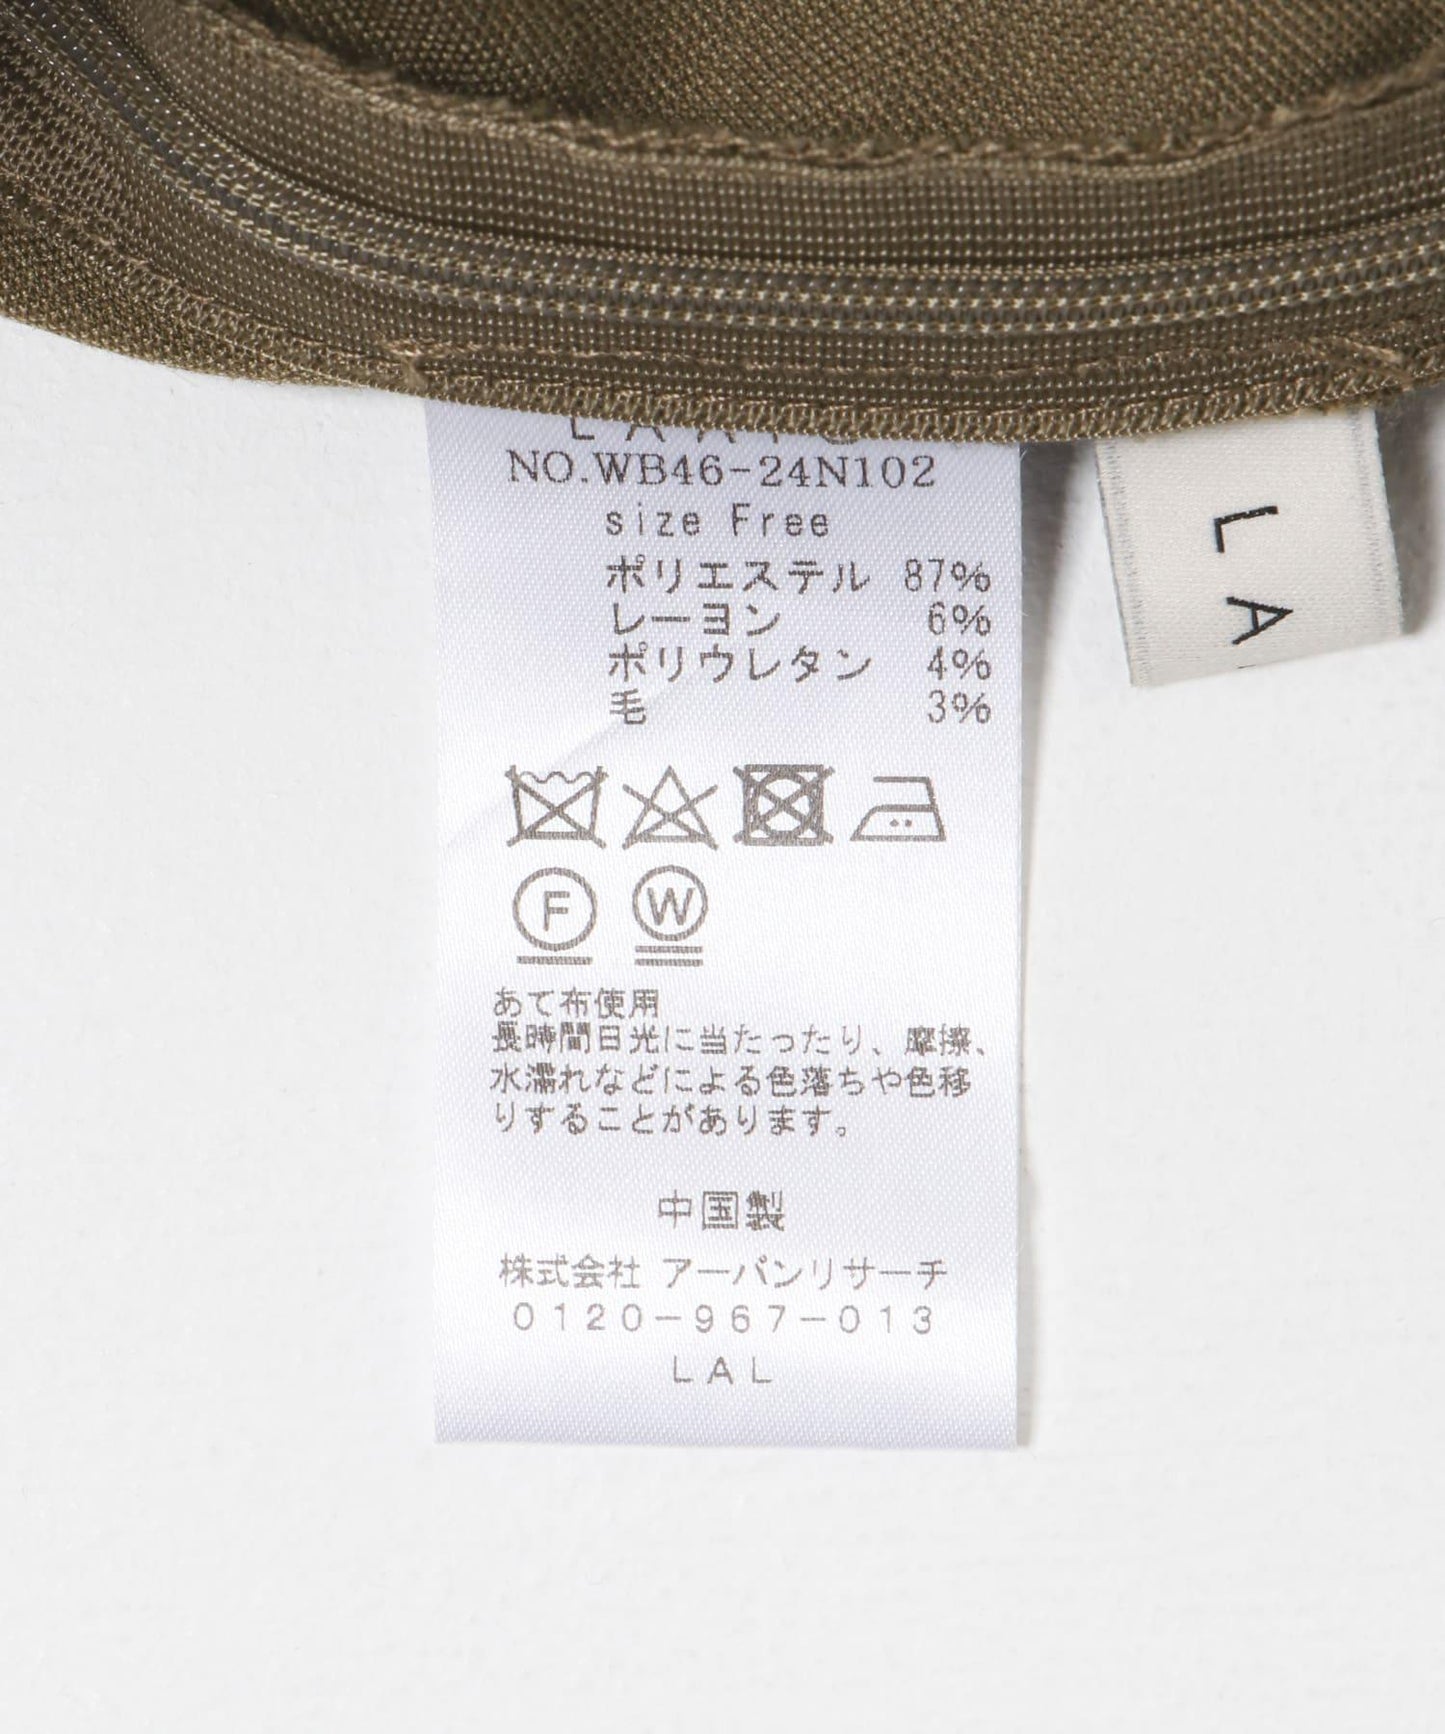 NO.WB46-24N102
size Free
ポリエステル 87%
レーヨン 6%
ポリウレタン 4%
毛 3%
F W
あて布使用
長時間日光に当たったり、摩擦、
水濡れなどによる色落ちや色移
りすることがあります。
中国製
株式会社 アーバンリサーチ
0120-967-013
LAL
LA